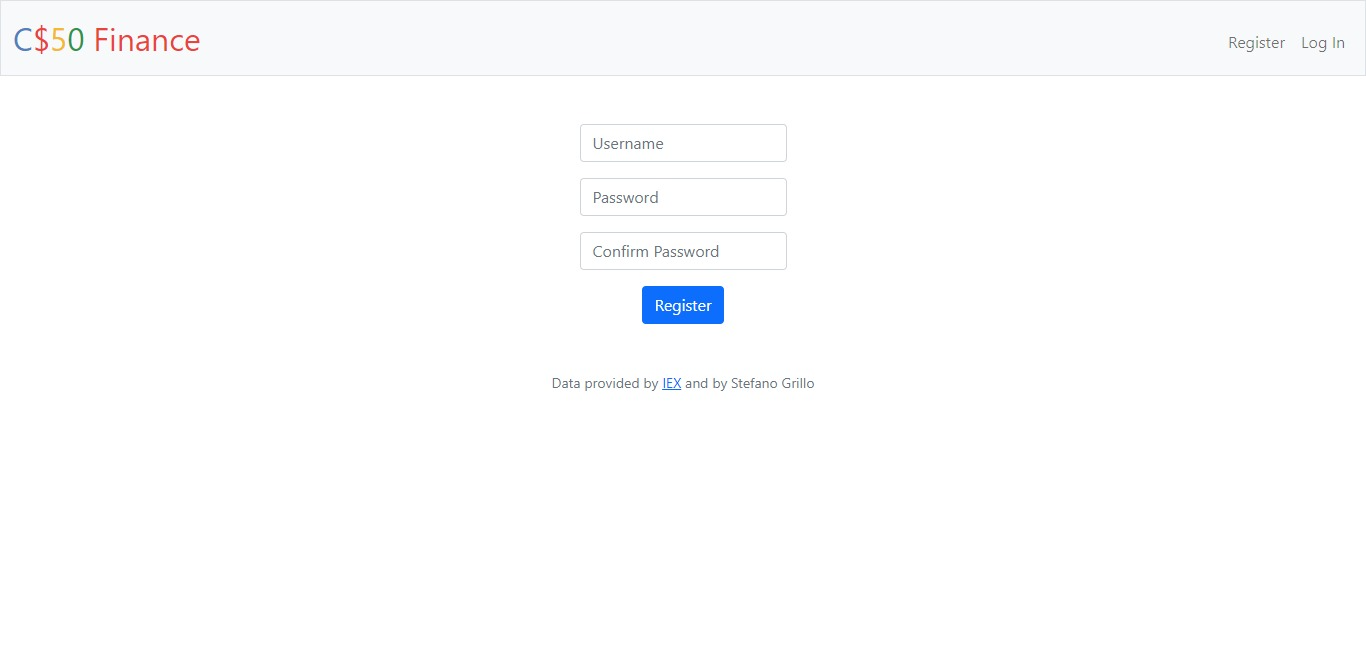 C$50 Finance
Register Log In
Username
Password
Confirm Password
Register
Data provided by IEX and by Stefano Grillo